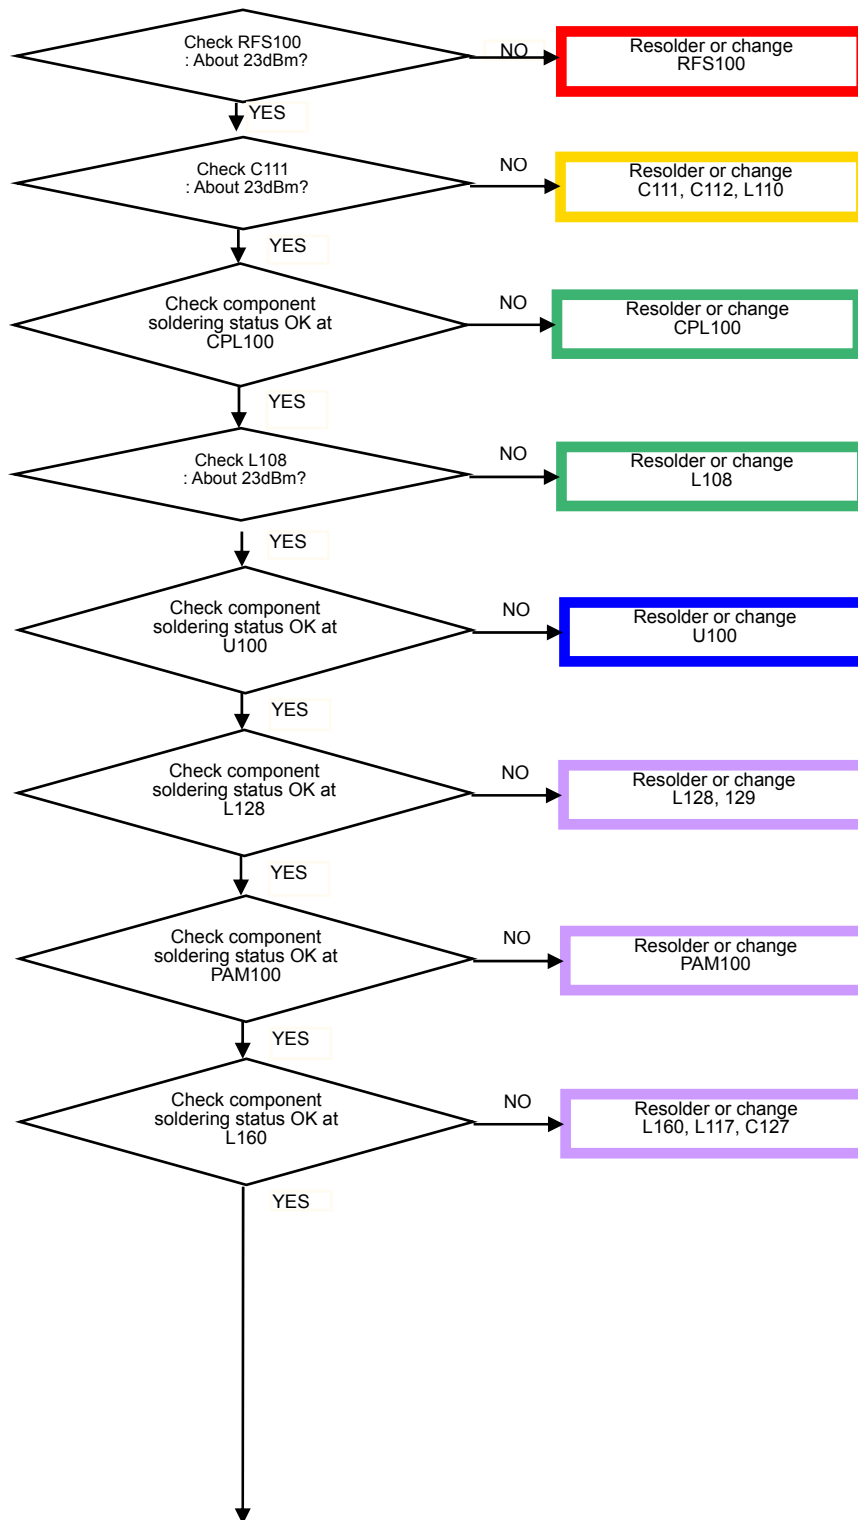 Check RFS100
: About 23dBm?
NO
Resolder or change
RFS100
YES
Check C111
: About 23dBm?
NO
Resolder or change
C111, C112, L110
YES
Check component
soldering status OK at
CPL100
NO
Resolder or change
CPL100
YES
Check L108
: About 23dBm?
NO
Resolder or change
L108
YES
Check component
soldering status OK at
U100
NO
Resolder or change
U100
YES
Check component
soldering status OK at
L128
NO
Resolder or change
L128, 129
YES
Check component
soldering status OK at
PAM100
NO
Resolder or change
PAM100
YES
Check component
soldering status OK at
L160
NO
Resolder or change
L160, L117, C127
YES